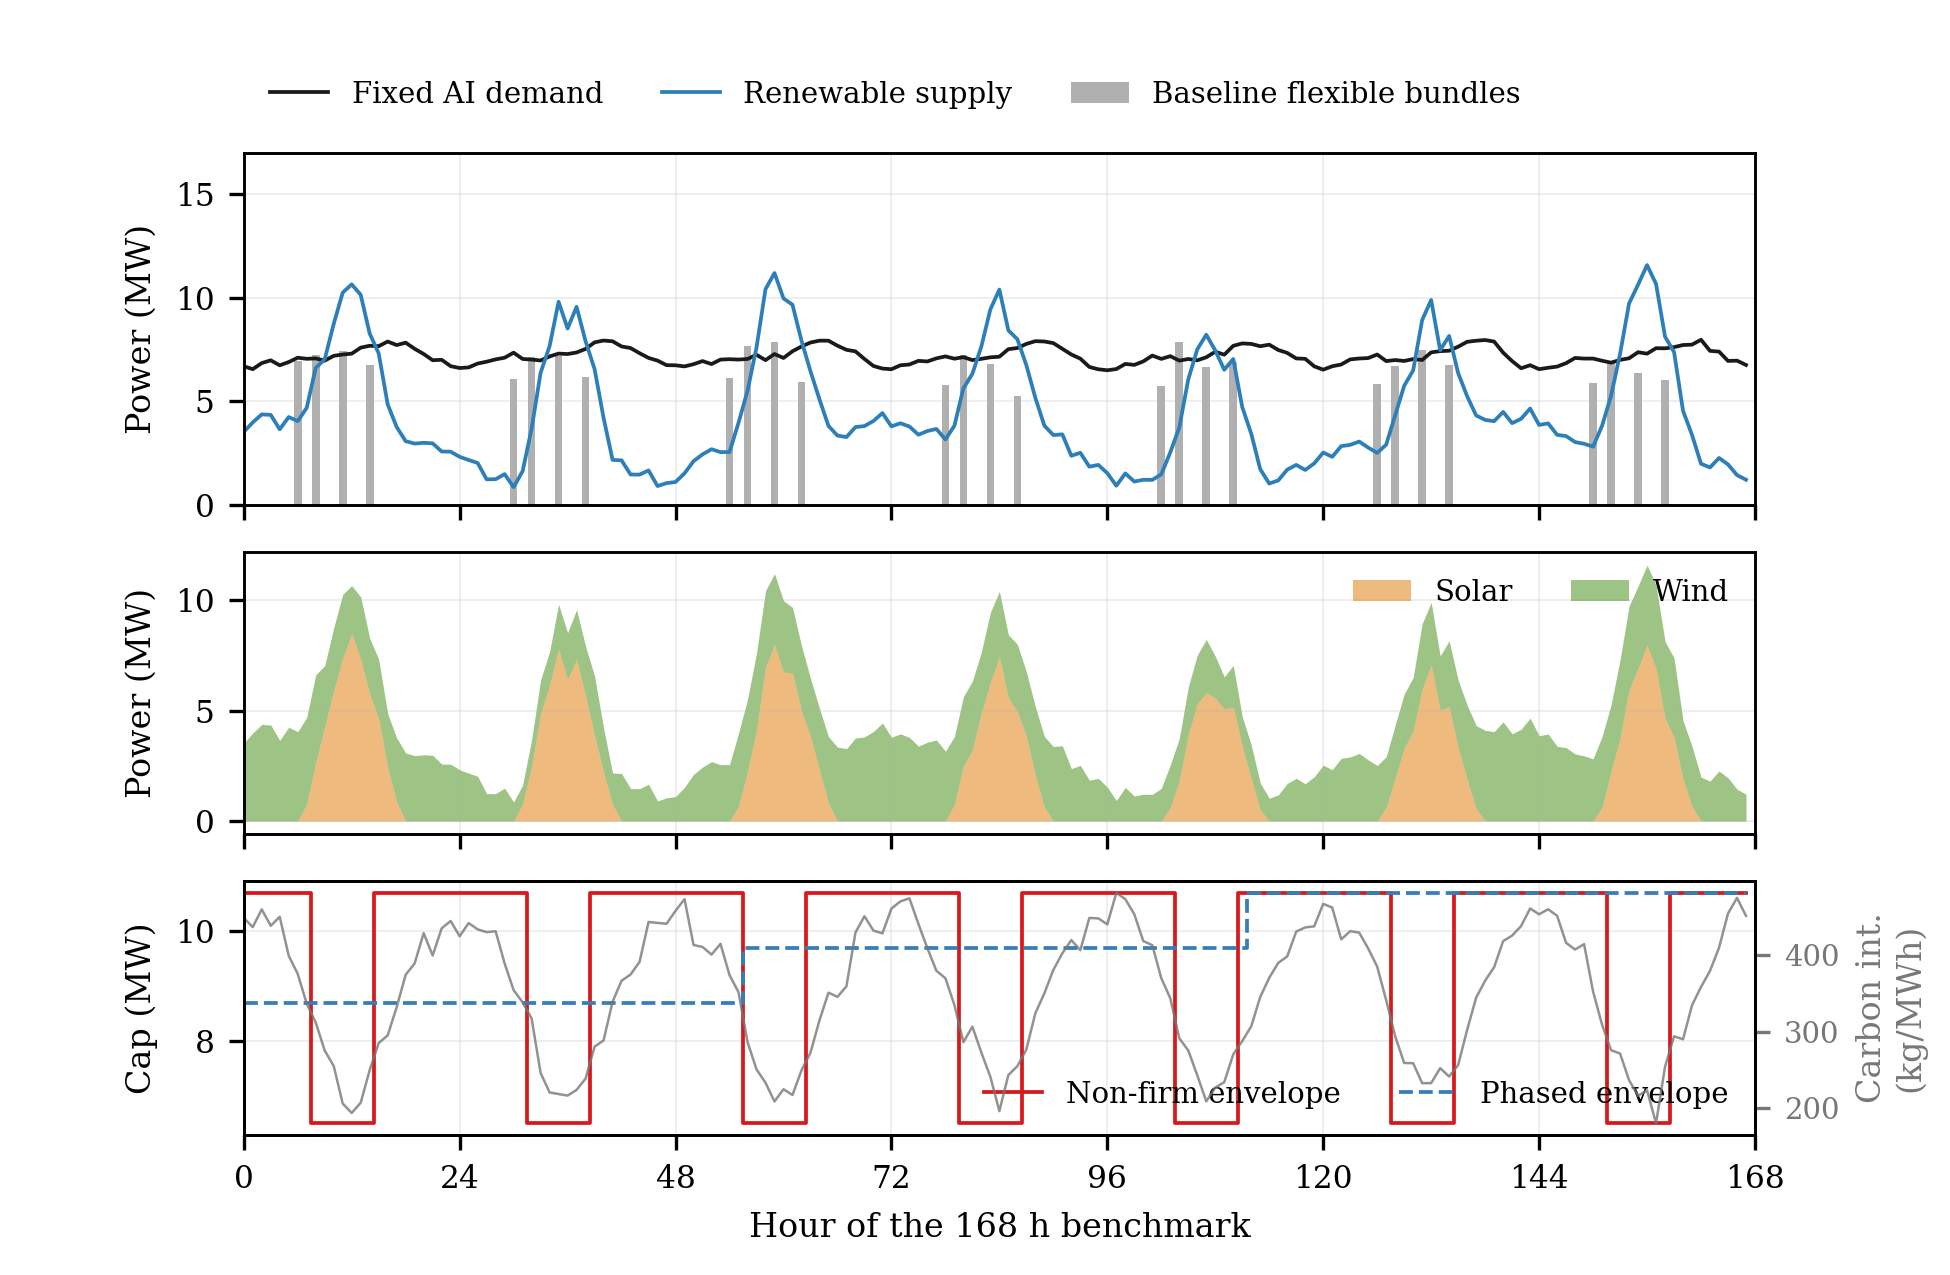 Fixed AI demand Renewable supply Baseline flexible bundles
15
10
5
0
Power (MW)
Solar Wind
10
5
0
Power (MW)
10
8
Cap (MW)
Non-firm envelope Phased envelope
400
300
200
Carbon int.
(kg/MWh)
0 24 48 72 96 120 144 168
Hour of the 168 h benchmark